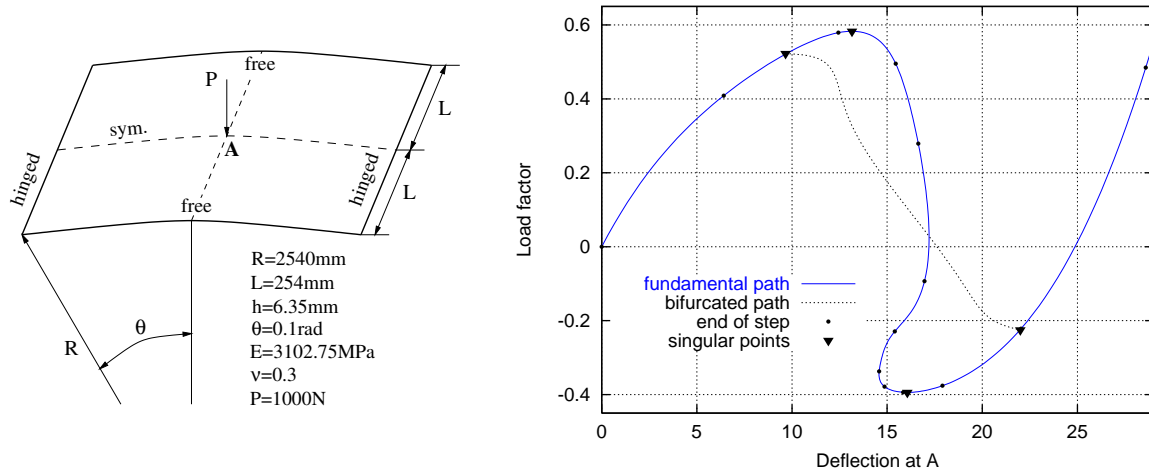 free
P
L
sym.
A
hinged
hinged
L
free
R
θ
R=2540mm
L=254mm
h=6.35mm
θ=0.1rad
E=3102.75MPa
ν=0.3
P=1000N
Load factor
0.6
0.4
0.2
0
-0.2
-0.4
fundamental path
bifurcated path
end of step
singular points
0 5 10 15 20 25
Deflection at A